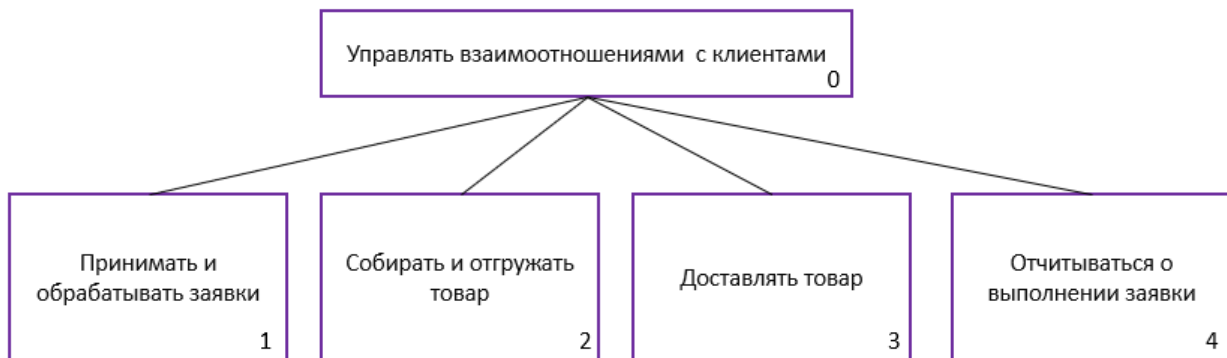 Управлять взаимоотношениями с клиентами
0
Принимать и
обрабатывать заявки
1
Собирать и отгружать
товар
2
Доставлять товар
3
Отчитываться о
выполнении заявки
4